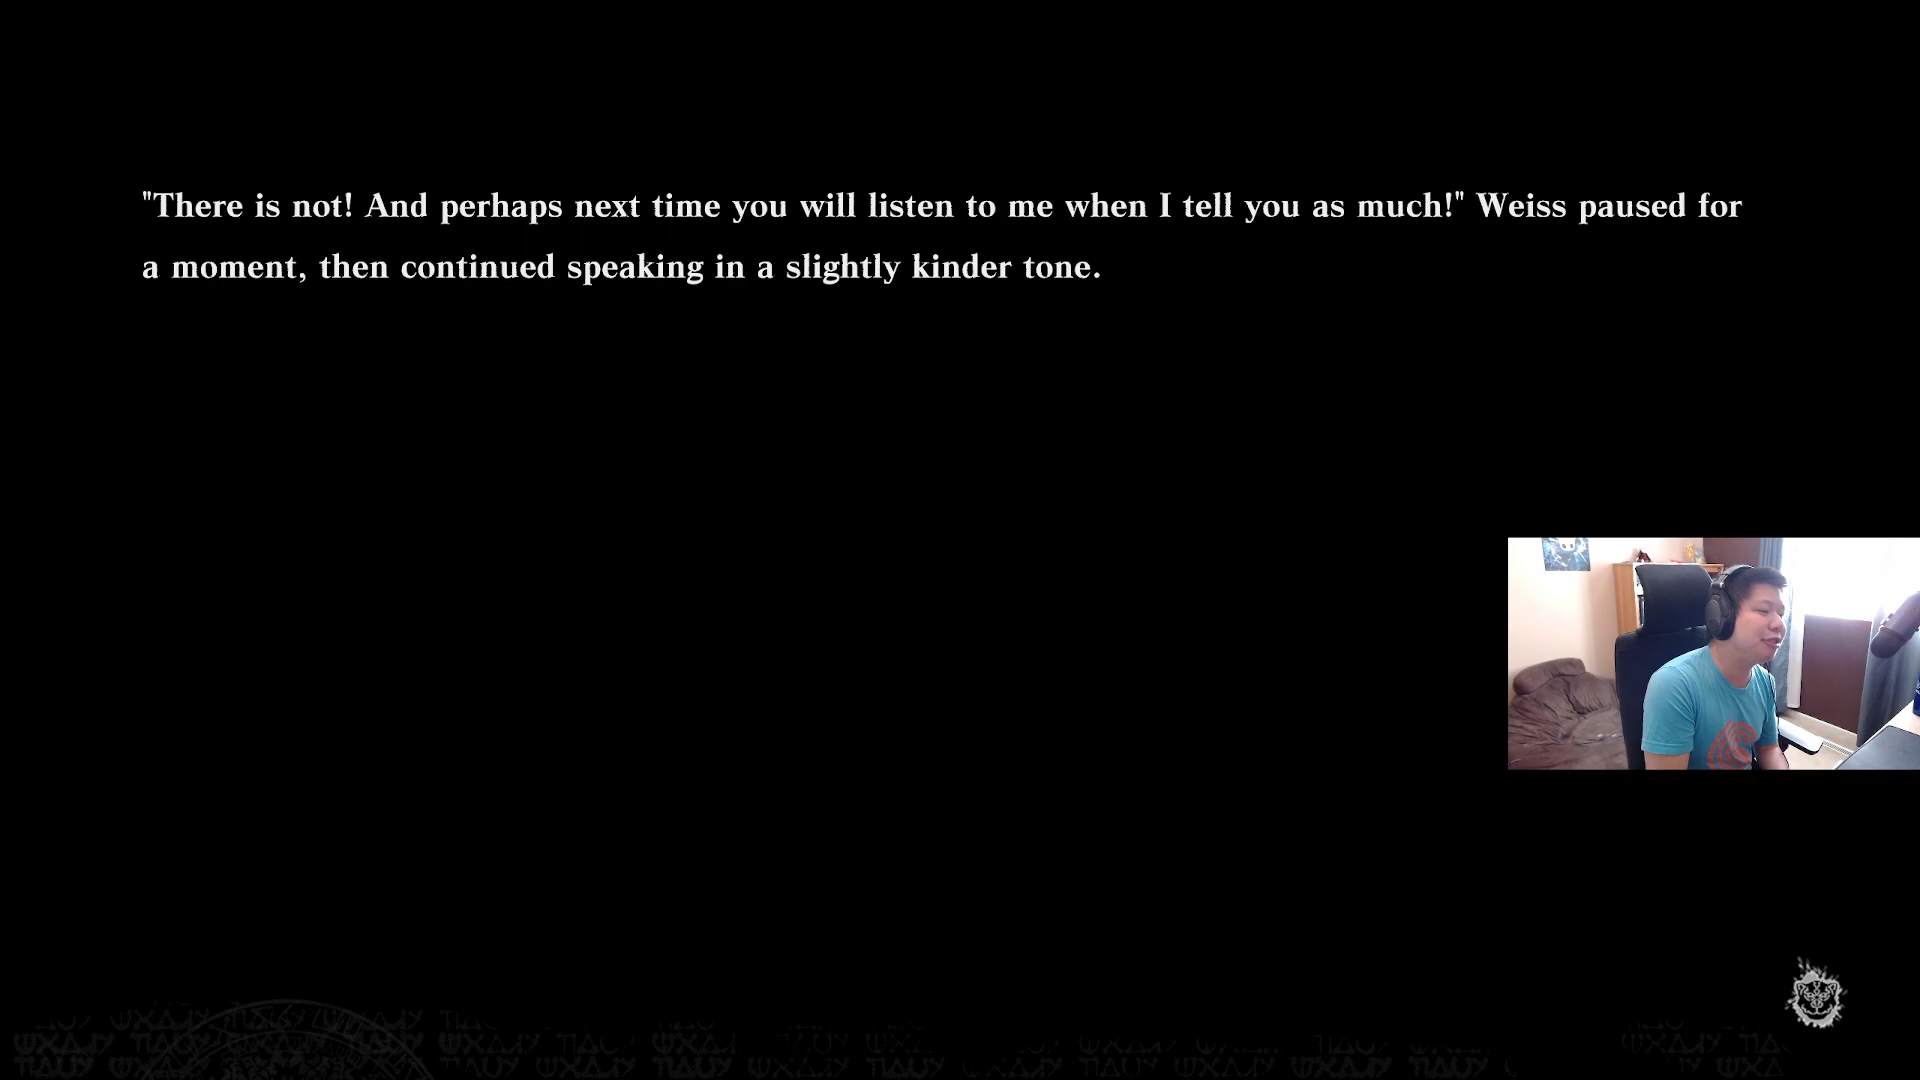 "There is not! And perhaps next time you will listen to me when I tell you as much!" Weiss paused for
a moment, then continued speaking in a slightly kinder tone.